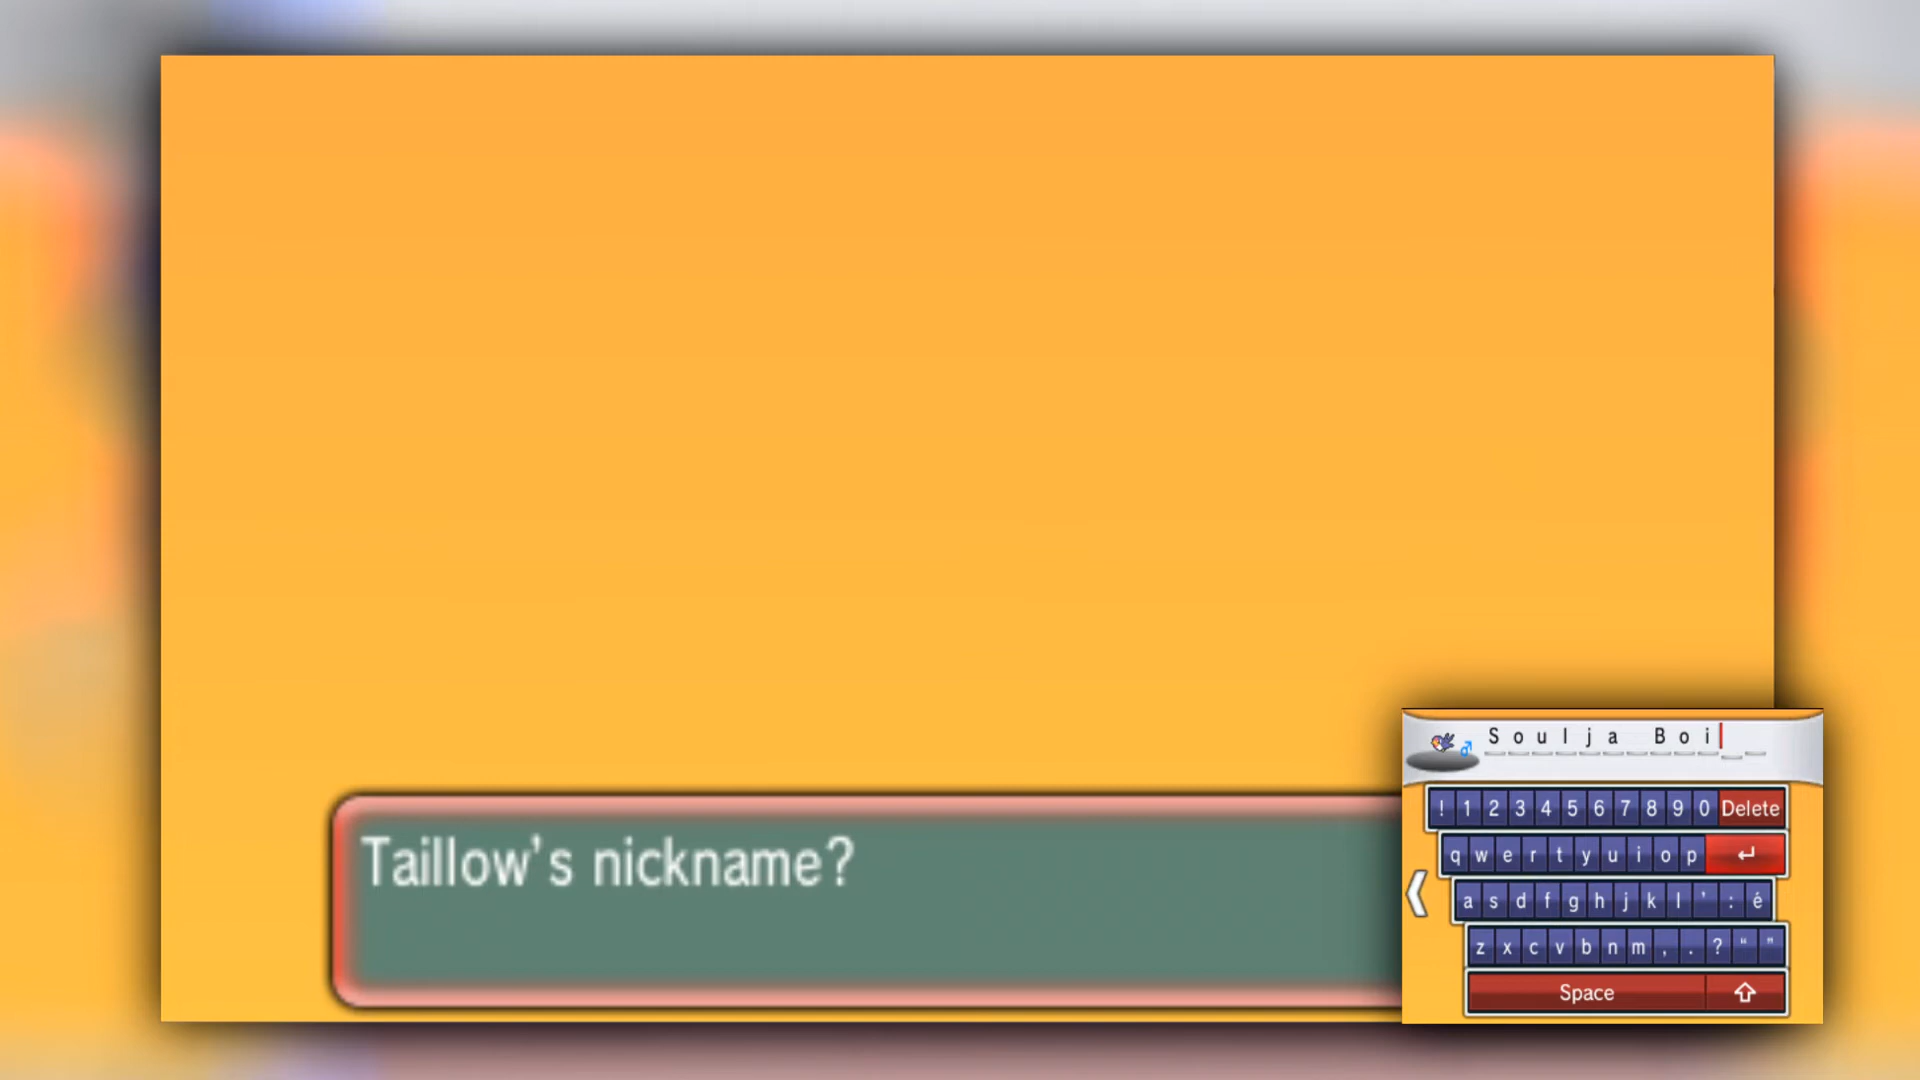 Taillow's nickname?
Soulja Boi
! 1 2 3 4 5 6 7 8 9 0 Delete
q w e r t y u i o p ↵
a s d f g h j k l ' : é
z x c v b n m , . ? “ ”
Space